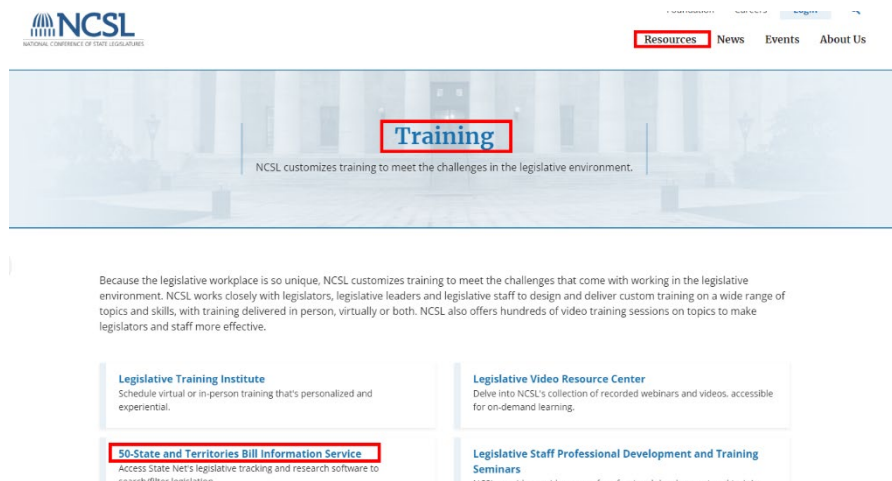 Foundation Careers Login
NCSL
NATIONAL CONFERENCE OF STATE LEGISLATURES
Resources News Events About Us
Training
NCSL customizes training to meet the challenges in the legislative environment.
Because the legislative workplace is so unique, NCSL customizes training to meet the challenges that come with working in the legislative
environment. NCSL works closely with legislators, legislative leaders and legislative staff to design and deliver custom training on a wide range of
topics and skills, with training delivered in person, virtually or both. NCSL also offers hundreds of video training sessions on topics to make
legislators and staff more effective.
Legislative Training Institute
Schedule virtual or in-person training that's personalized and
experiential.
Legislative Video Resource Center
Delve into NCSL's collection of recorded webinars and videos, accessible
for on-demand learning.
50-State and Territories Bill Information Service
Access State Net's legislative tracking and research software to
search/filter legislation
Legislative Staff Professional Development and Training
Seminars